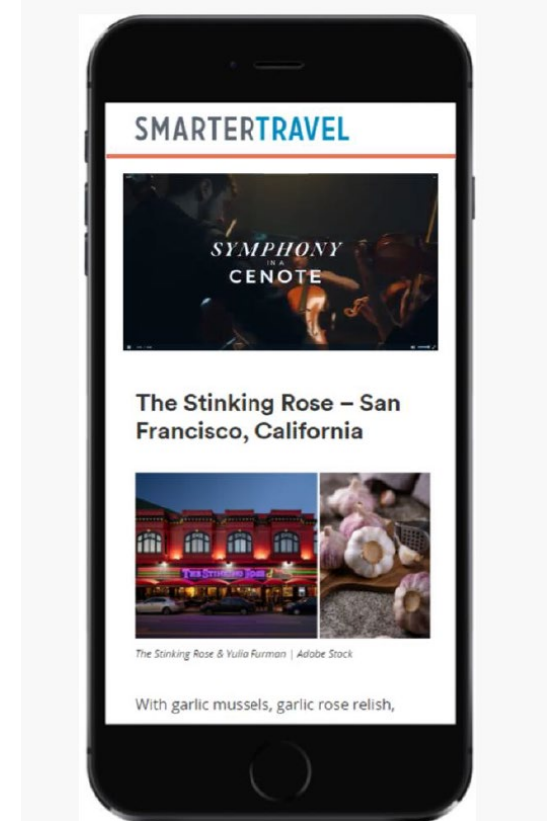 SMARTERTRAVEL
SYMPHONY
IN A
CENOTE
The Stinking Rose – San
Francisco, California
THE STINKING ROSE
The Stinking Rose & Yulia Furman | Adobe Stock
With garlic mussels, garlic rose relish,